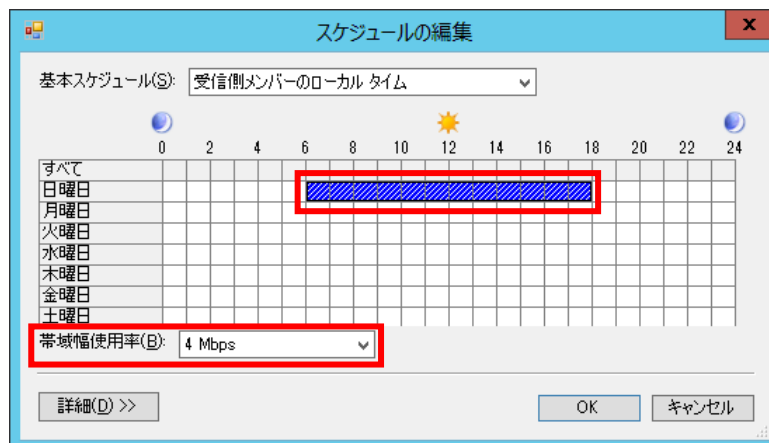 スケジュールの編集
x
基本スケジュール(S): 受信側メンバーのローカル タイム
0 2 4 6 8 10 12 14 16 18 20 22 24
すべて
日曜日
月曜日
火曜日
水曜日
木曜日
金曜日
土曜日
帯域幅使用率(B): 4 Mbps
詳細(D) >>
OK
キャンセル